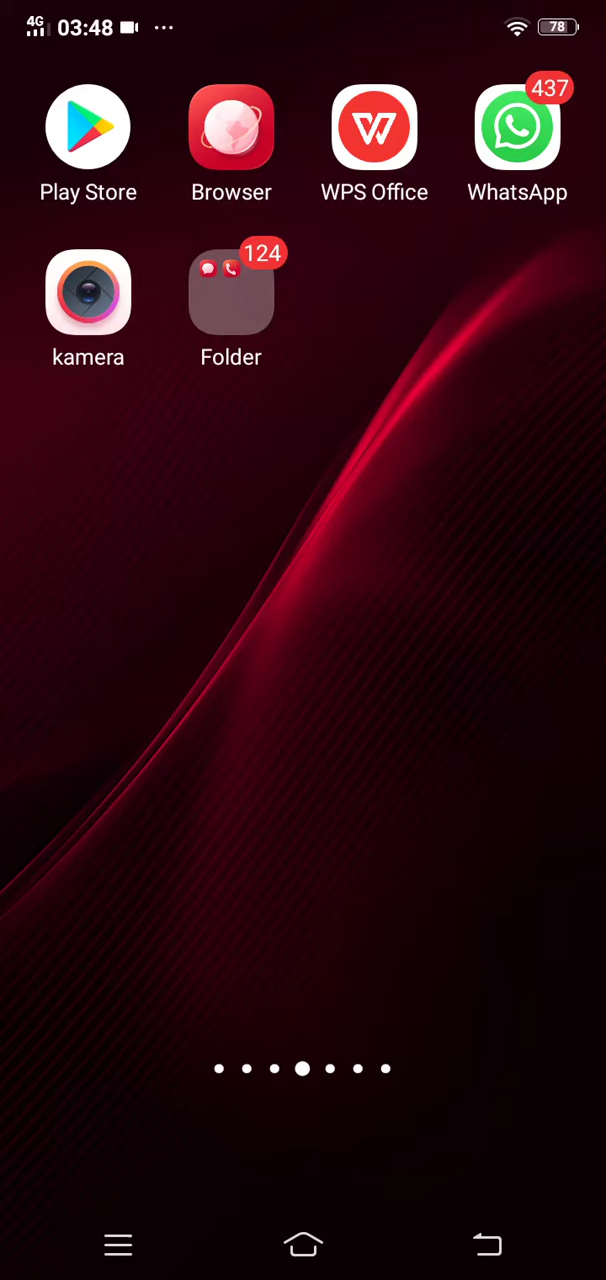 4G 03:48 ... 78
437
Play Store Browser WPS Office WhatsApp
124
kamera Folder